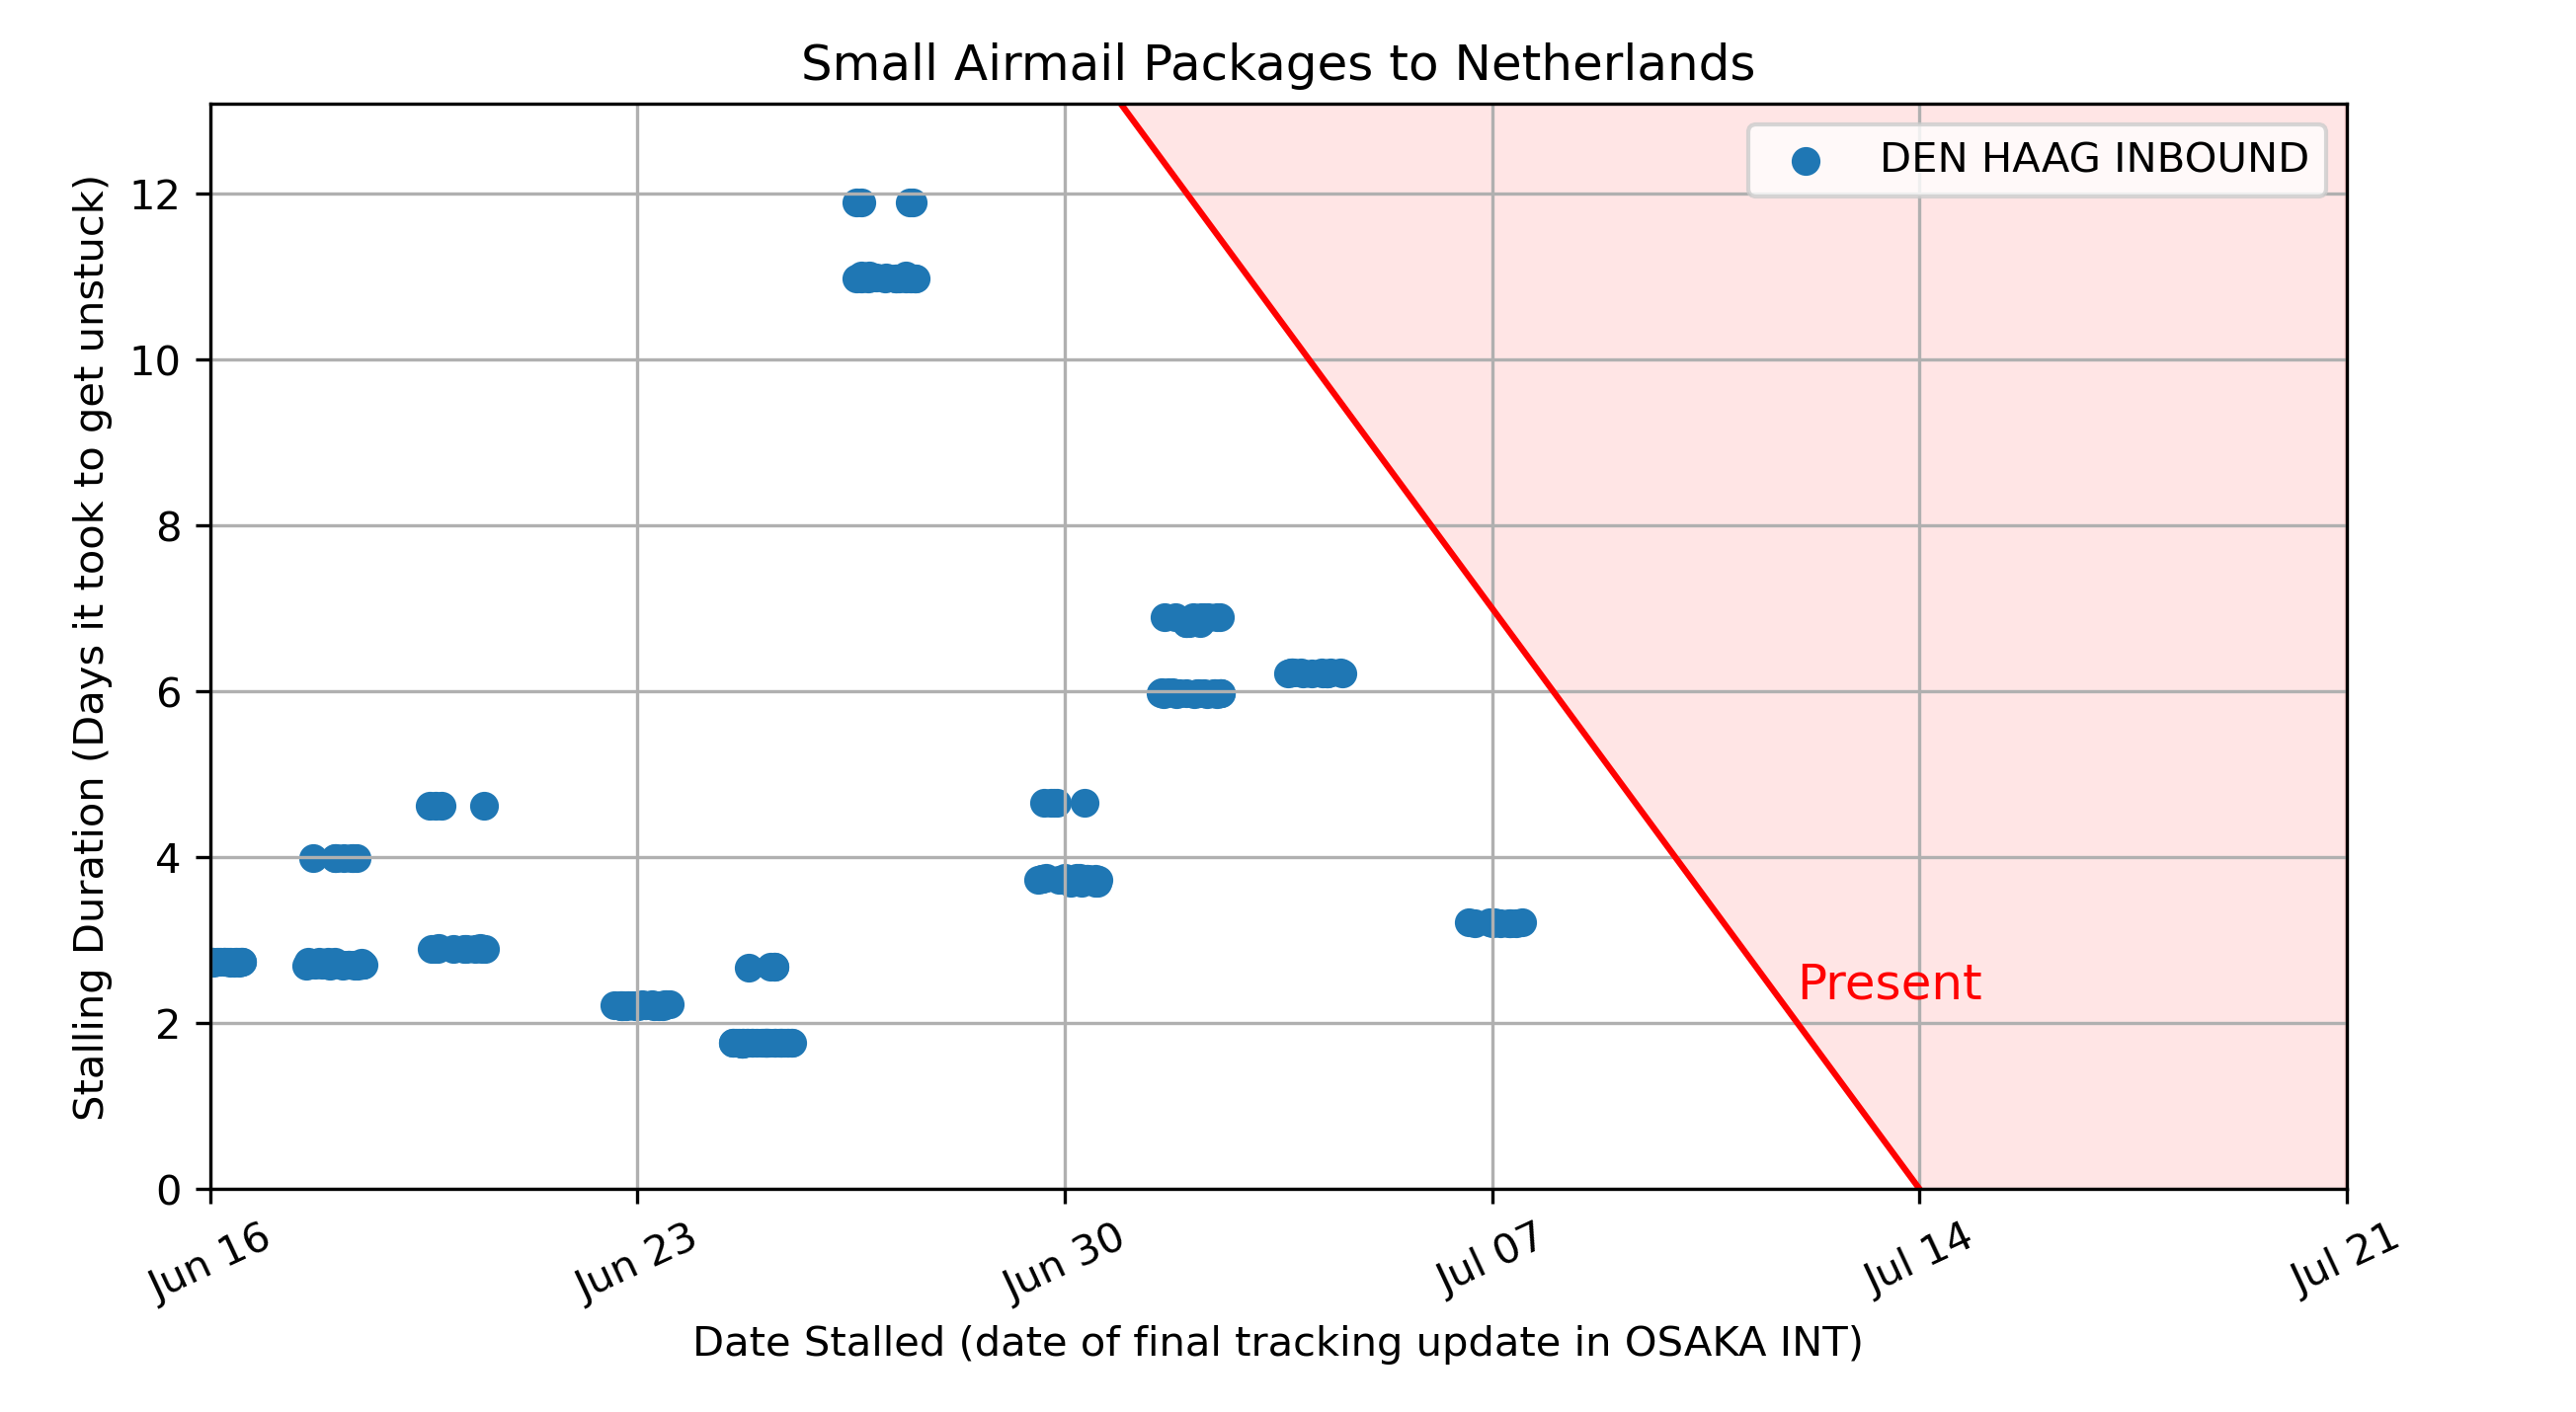 Small Airmail Packages to Netherlands
DEN HAAG INBOUND
Stalling Duration (Days it took to get unstuck)
12
10
8
6
4
2
0
Present
Jun 16
Jun 23
Jun 30
Jul 07
Jul 14
Jul 21
Date Stalled (date of final tracking update in OSAKA INT)